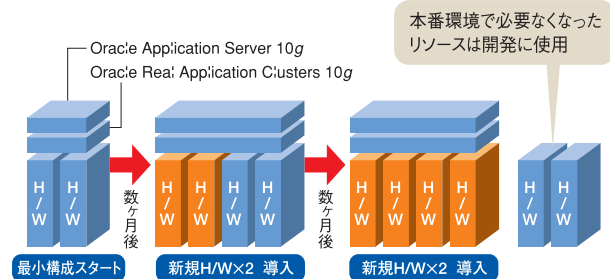 Oracle Application Server 10g
Oracle Real Application Clusters 10g
本番環境で必要なくなった
リソースは開発に使用
H/W
H/W
数ヶ月後
H/W
H/W
H/W
H/W
数ヶ月後
H/W
H/W
H/W
H/W
H/W
H/W
最小構成スタート
新規H/W×2 導入
新規H/W×2 導入